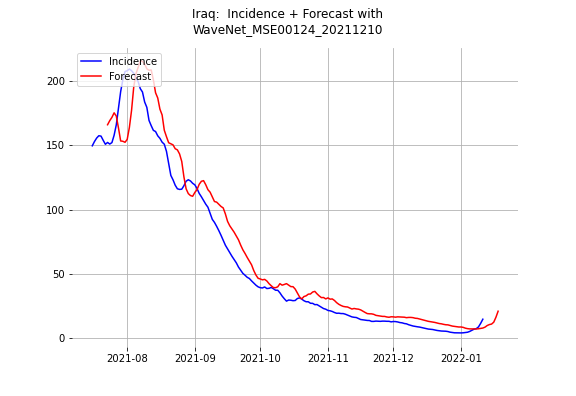 Iraq:  Incidence + Forecast with
WaveNet_MSE00124_20211210
Incidence
Forecast
200
150
100
50
0
2021-08
2021-09
2021-10
2021-11
2021-12
2022-01